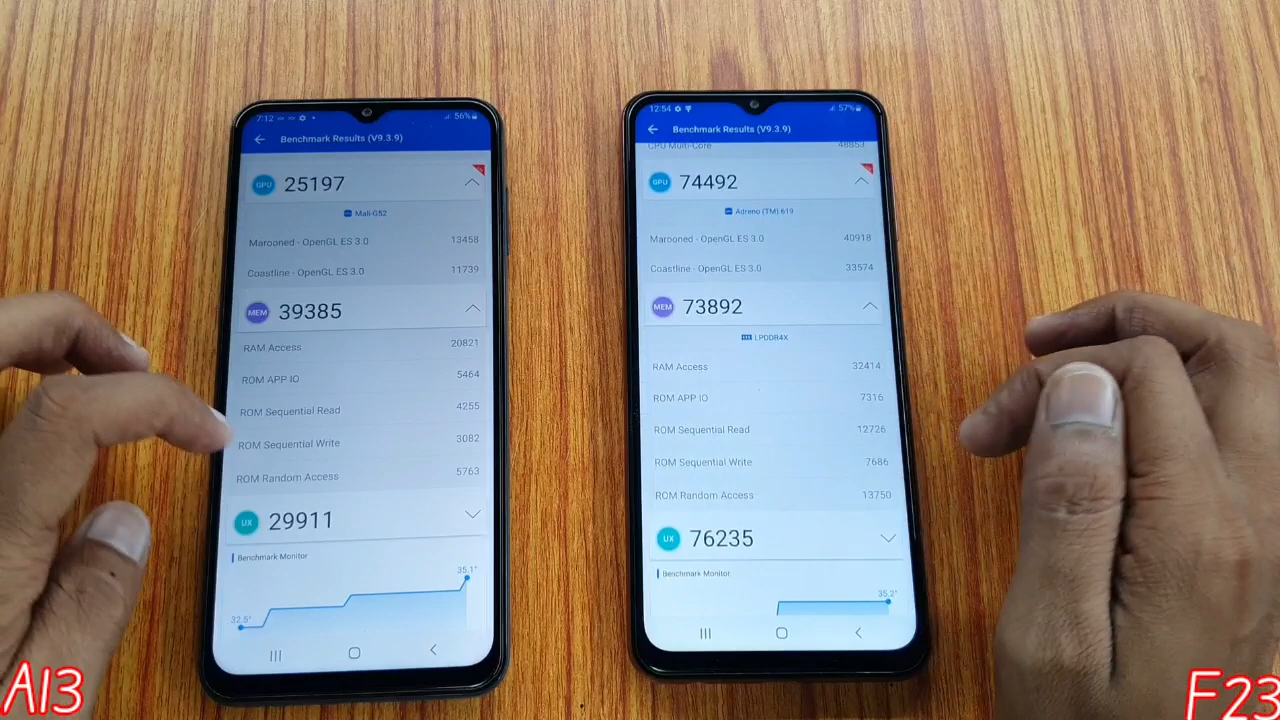 7:12
56%
Benchmark Results (V9.3.9)
GPU 25197
Mali-G52
Marooned - OpenGL ES 3.0 13458
Coastline - OpenGL ES 3.0 11739
MEM 39385
RAM Access 20821
ROM APP IO 5464
ROM Sequential Read 4255
ROM Sequential Write 3082
ROM Random Access 5763
UX 29911
Benchmark Monitor
35.1°
32.5°
A13
12:54
57%
Benchmark Results (V9.3.9)
CPU Multi-Core 48853
GPU 74492
Adreno (TM) 619
Marooned - OpenGL ES 3.0 40918
Coastline - OpenGL ES 3.0 33574
MEM 73892
LPDDR4X
RAM Access 32414
ROM APP IO 7316
ROM Sequential Read 12726
ROM Sequential Write 7686
ROM Random Access 13750
UX 76235
Benchmark Monitor
35.2°
F23